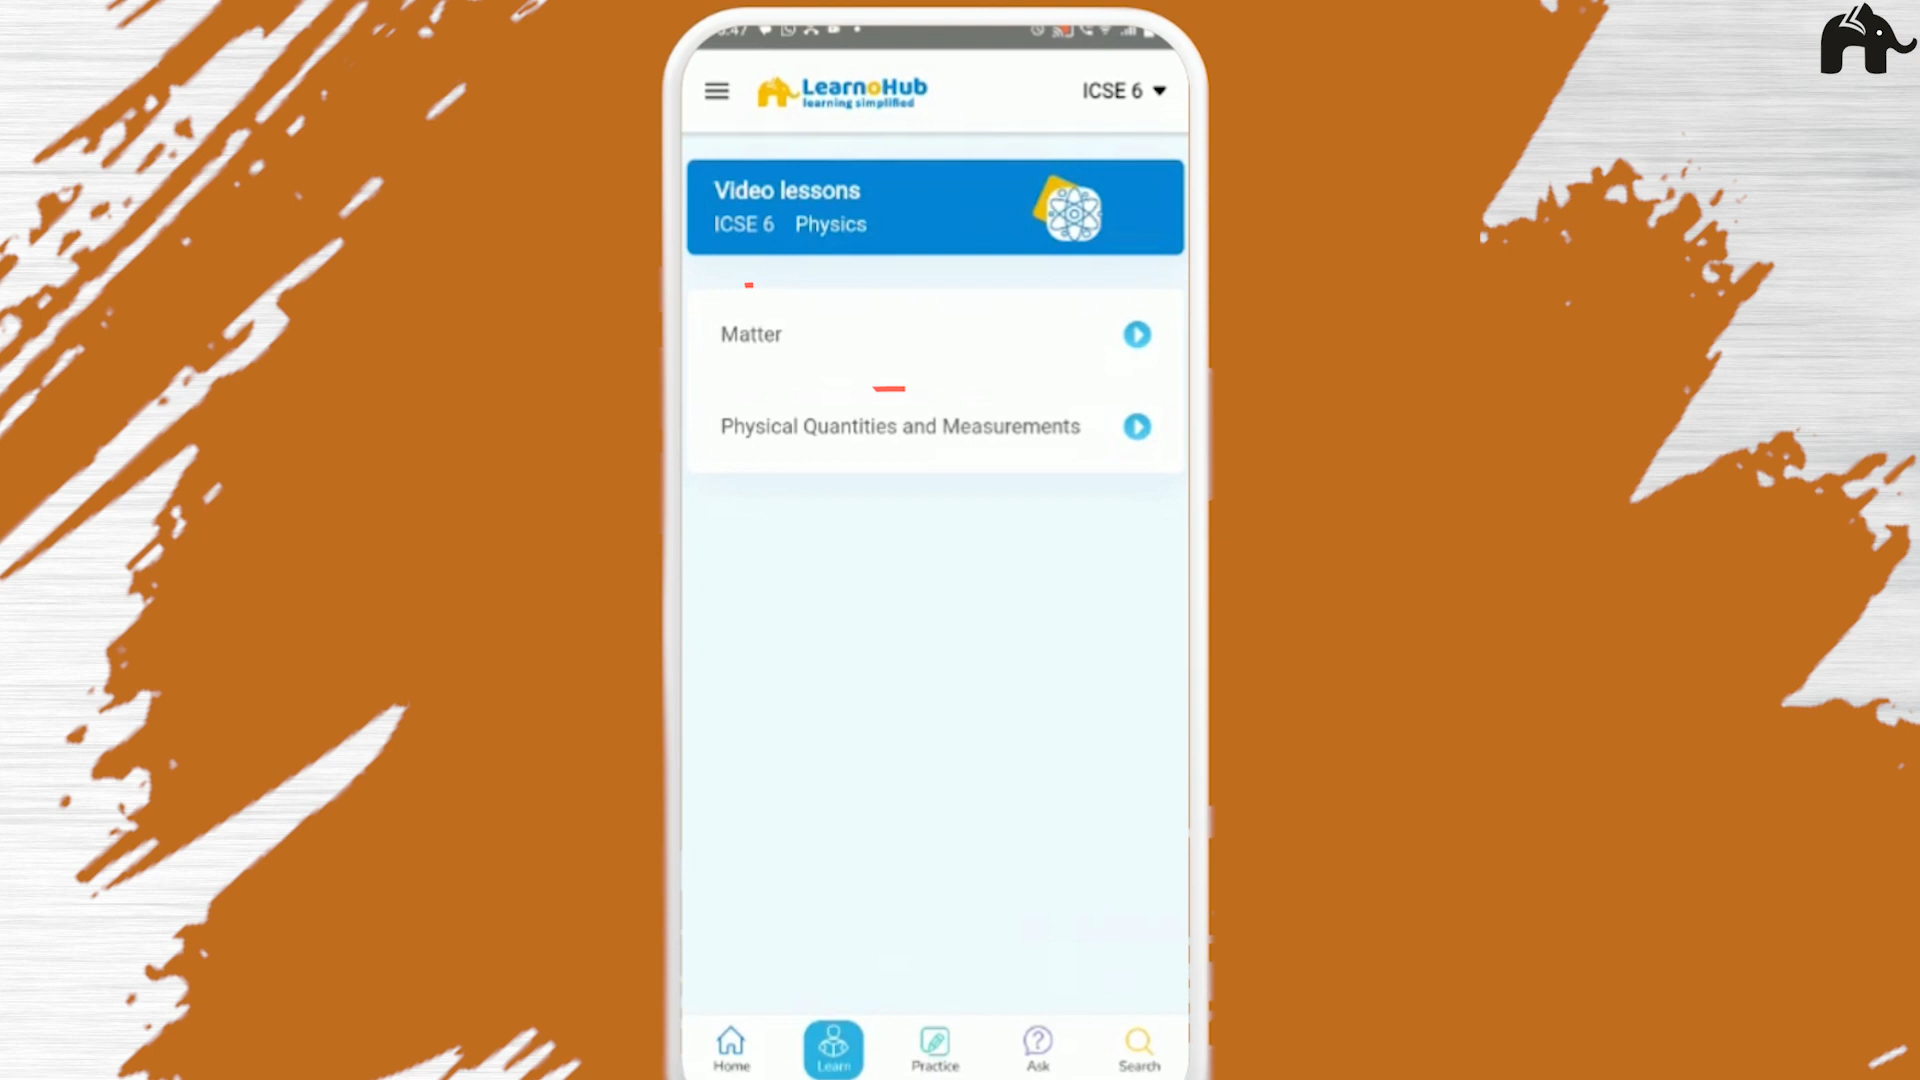 LearnoHub
learning simplified
ICSE 6
Video lessons
ICSE 6 Physics
Matter
Physical Quantities and Measurements
Home
Learn
Practice
Ask
Search